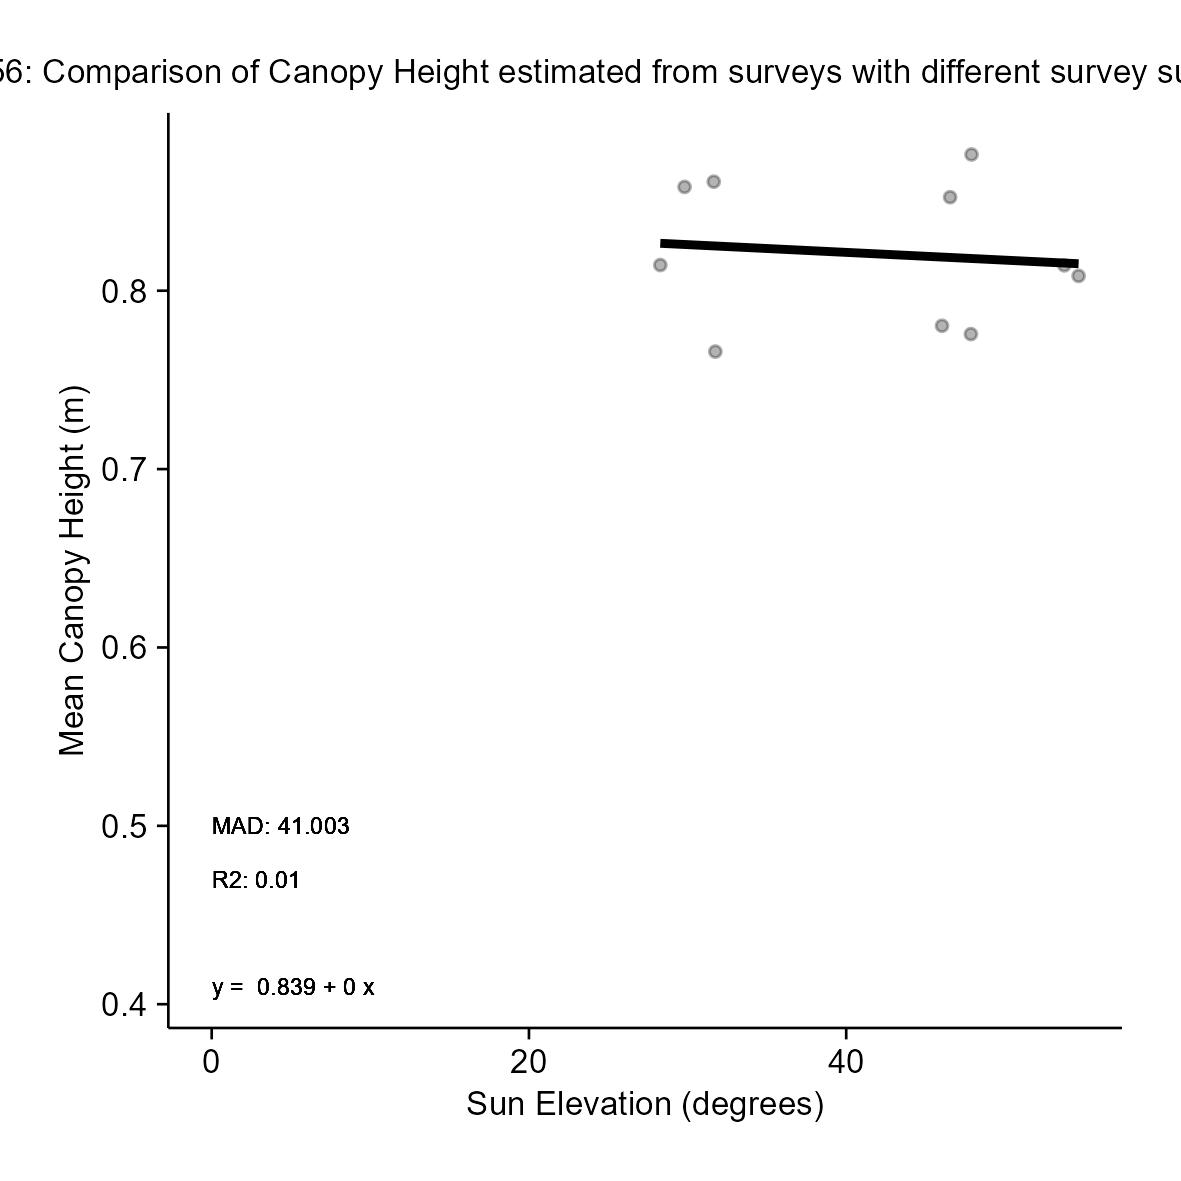 56: Comparison of Canopy Height estimated from surveys with different survey
Mean Canopy Height (m)
0.8
0.7
0.6
0.5
0.4
MAD: 41.003
R2: 0.01
y = 0.839 + 0 x
0
20
40
Sun Elevation (degrees)